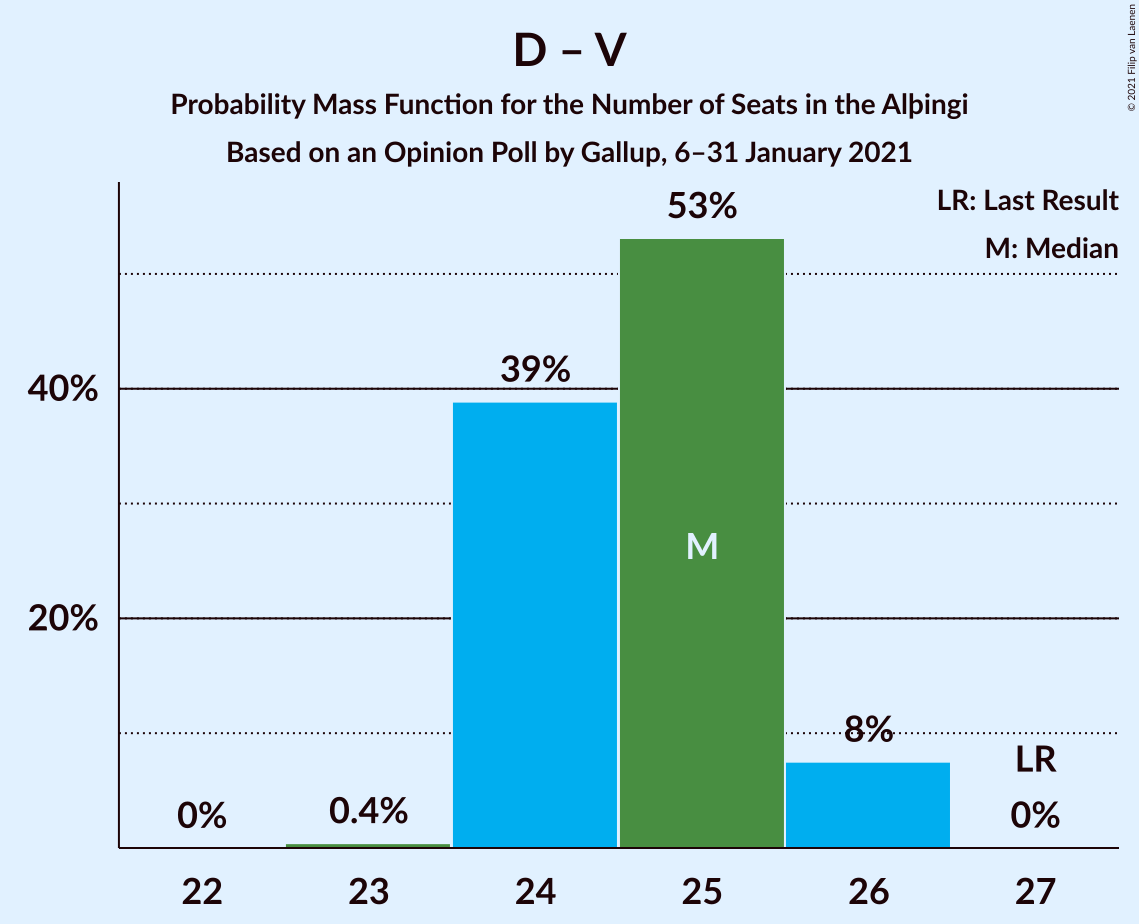 D – V
Probability Mass Function for the Number of Seats in the Alþingi
Based on an Opinion Poll by Gallup, 6–31 January 2021
© 2021 Filip van Laenen
LR: Last Result
M: Median
53%
39%
40%
M
20%
8%
LR
0%
0.4%
0%
22
23
24
25
26
27